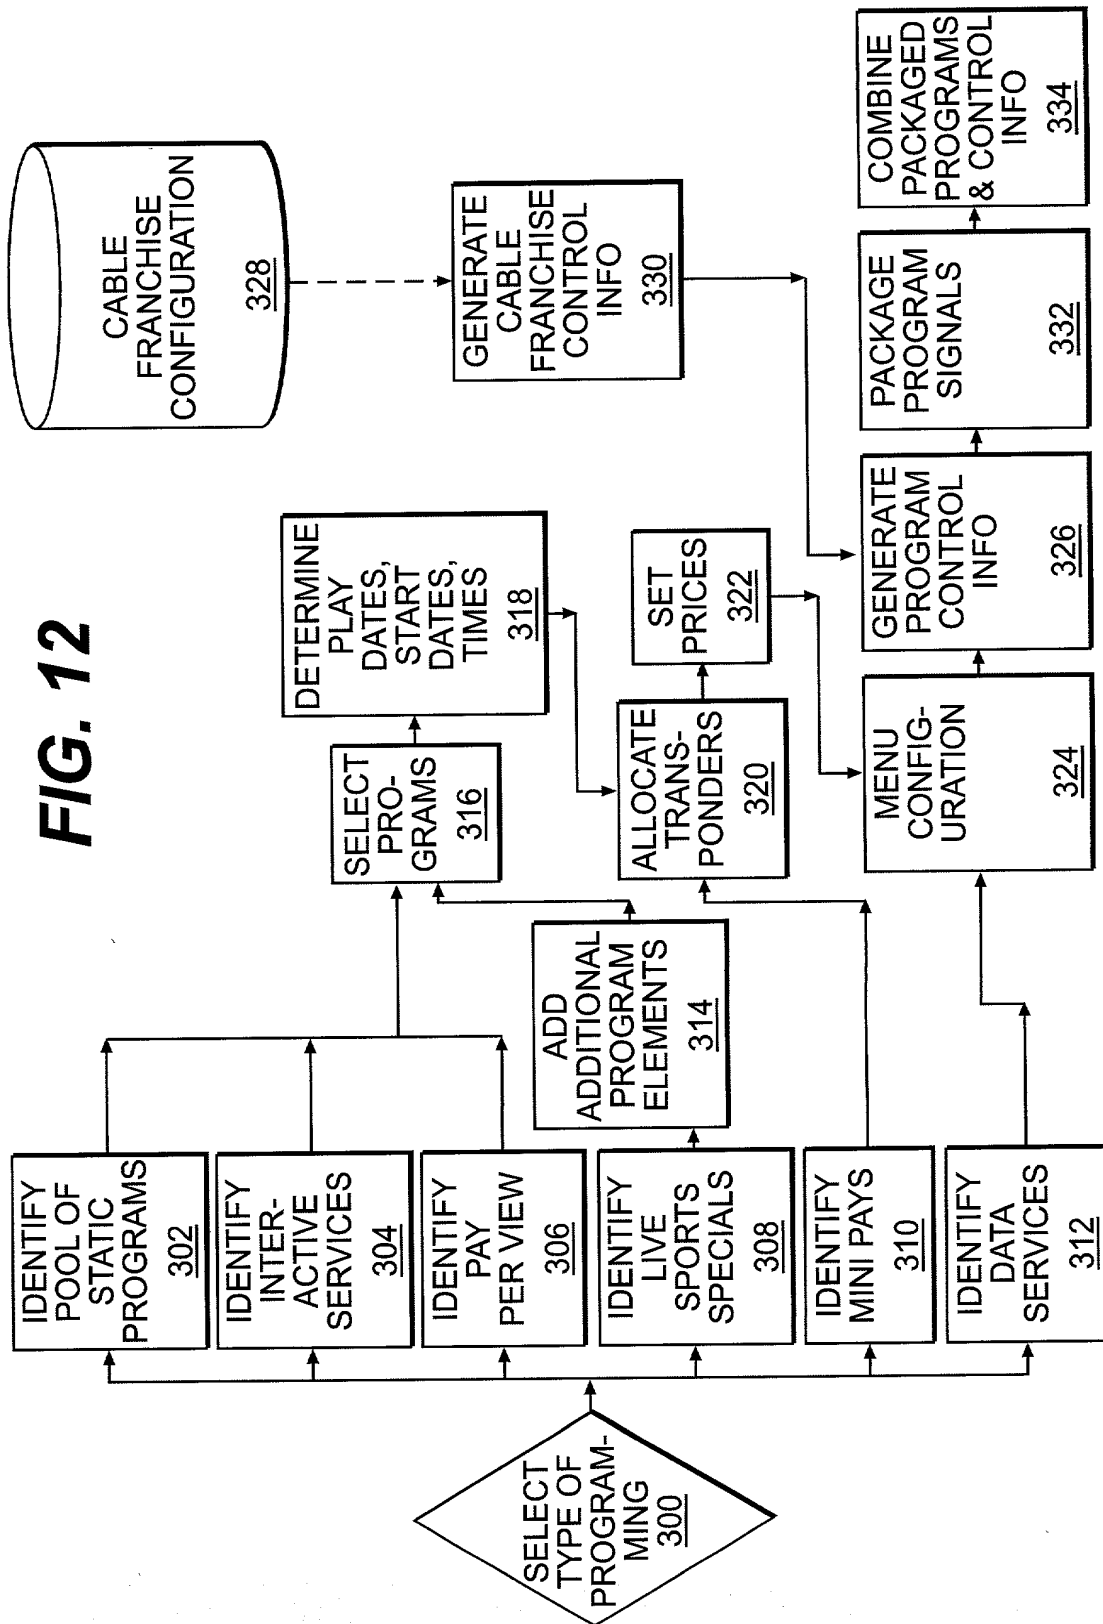 FIG. 12
SELECT
TYPE OF
PROGRAM-
MING
300
IDENTIFY
POOL OF
STATIC
PROGRAMS
302
IDENTIFY
INTER-
ACTIVE
SERVICES
304
IDENTIFY
PAY
PER VIEW
306
IDENTIFY
LIVE
SPORTS
SPECIALS
308
IDENTIFY
MINI PAYS
310
IDENTIFY
DATA
SERVICES
312
ADD
ADDITIONAL
PROGRAM
ELEMENTS
314
SELECT
PRO-
GRAMS
316
DETERMINE
PLAY
DATES,
START
DATES,
TIMES
318
ALLOCATE
TRANS-
PONDERS
320
SET
PRICES
322
MENU
CONFIG-
URATION
324
GENERATE
PROGRAM
CONTROL
INFO
326
CABLE
FRANCHISE
CONFIGURATION
328
GENERATE
CABLE
FRANCHISE
CONTROL
INFO
330
PACKAGE
PROGRAM
SIGNALS
332
COMBINE
PACKAGED
PROGRAMS
& CONTROL
INFO
334